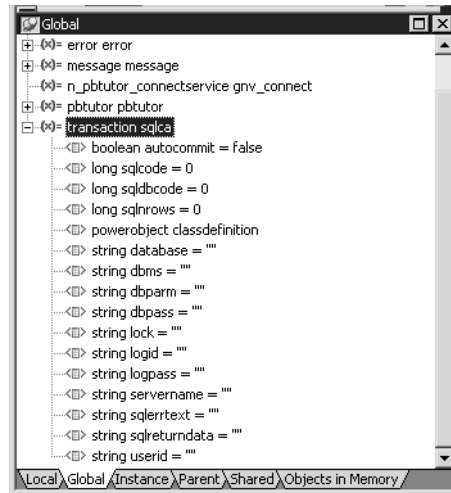 Global
(x)= error error
(x)= message message
(x)= n_pbtutor_connectservice gnv_connect
(x)= pbtutor pbtutor
(x)= transaction sqlca
boolean autocommit = false
long sqlcode = 0
long sqldbcode = 0
long sqlnrows = 0
powerobject classdefinition
string database = ""
string dbms = ""
string dbparm = ""
string dbpass = ""
string lock = ""
string logid = ""
string logpass = ""
string servername = ""
string sqlerrtext = ""
string sqlreturndata = ""
string userid = ""
Local Global Instance Parent Shared Objects in Memory